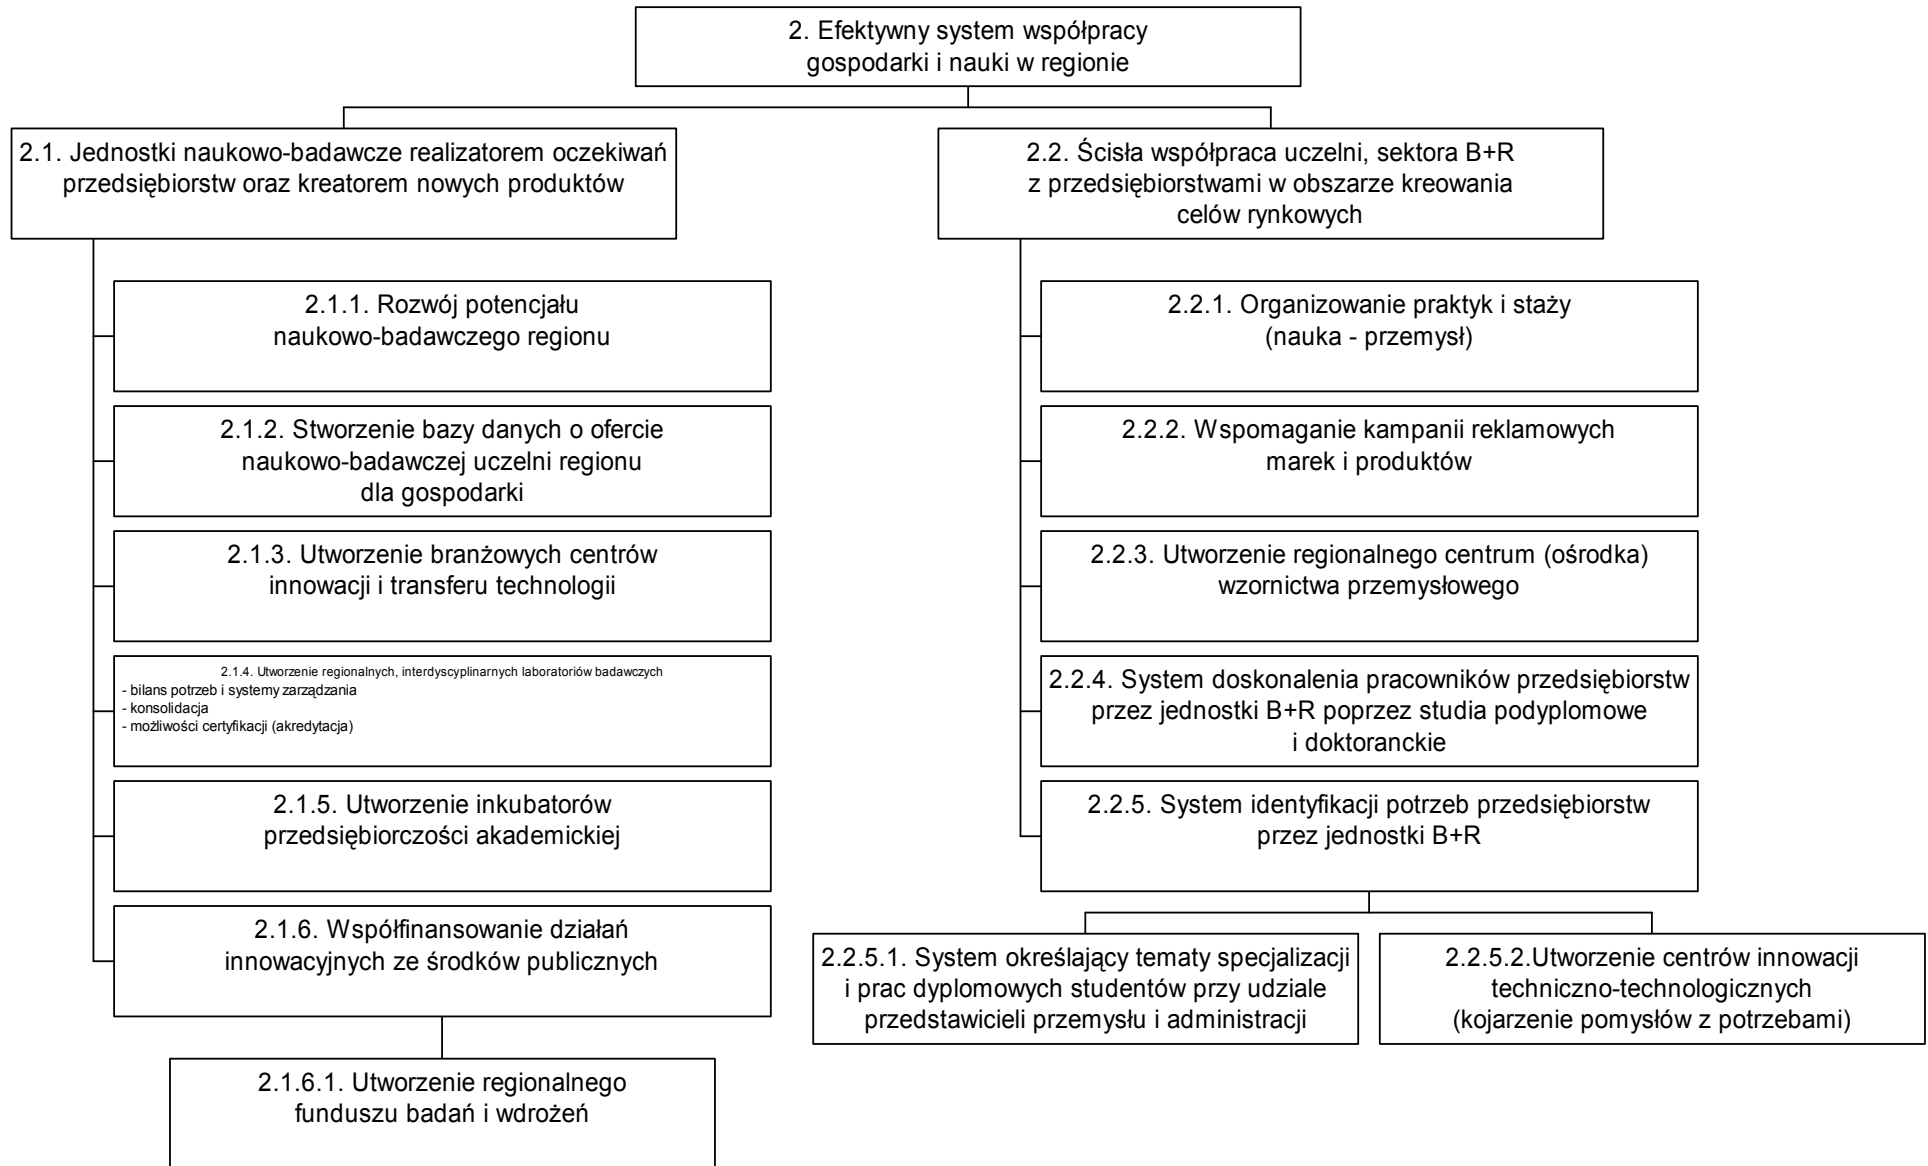 2. Efektywny system współpracy
gospodarki i nauki w regionie
2.1. Jednostki naukowo-badawcze realizatorem oczekiwań
przedsiębiorstw oraz kreatorem nowych produktów
2.1.1. Rozwój potencjału
naukowo-badawczego regionu
2.1.2. Stworzenie bazy danych o ofercie
naukowo-badawczej uczelni regionu
dla gospodarki
2.1.3. Utworzenie branżowych centrów
innowacji i transferu technologii
2.1.4. Utworzenie regionalnych, interdyscyplinarnych laboratoriów badawczych
- bilans potrzeb i systemy zarządzania
- konsolidacja
- możliwości certyfikacji (akredytacja)
2.1.5. Utworzenie inkubatorów
przedsiębiorczości akademickiej
2.1.6. Współfinansowanie działań
innowacyjnych ze środków publicznych
2.1.6.1. Utworzenie regionalnego
funduszu badań i wdrożeń
2.2. Ścisła współpraca uczelni, sektora B+R
z przedsiębiorstwami w obszarze kreowania
celów rynkowych
2.2.1. Organizowanie praktyk i staży
(nauka - przemysł)
2.2.2. Wspomaganie kampanii reklamowych
marek i produktów
2.2.3. Utworzenie regionalnego centrum (ośrodka)
wzornictwa przemysłowego
2.2.4. System doskonalenia pracowników przedsiębiorstw
przez jednostki B+R poprzez studia podyplomowe
i doktoranckie
2.2.5. System identyfikacji potrzeb przedsiębiorstw
przez jednostki B+R
2.2.5.1. System określający tematy specjalizacji
i prac dyplomowych studentów przy udziale
przedstawicieli przemysłu i administracji
2.2.5.2.Utworzenie centrów innowacji
techniczno-technologicznych
(kojarzenie pomysłów z potrzebami)